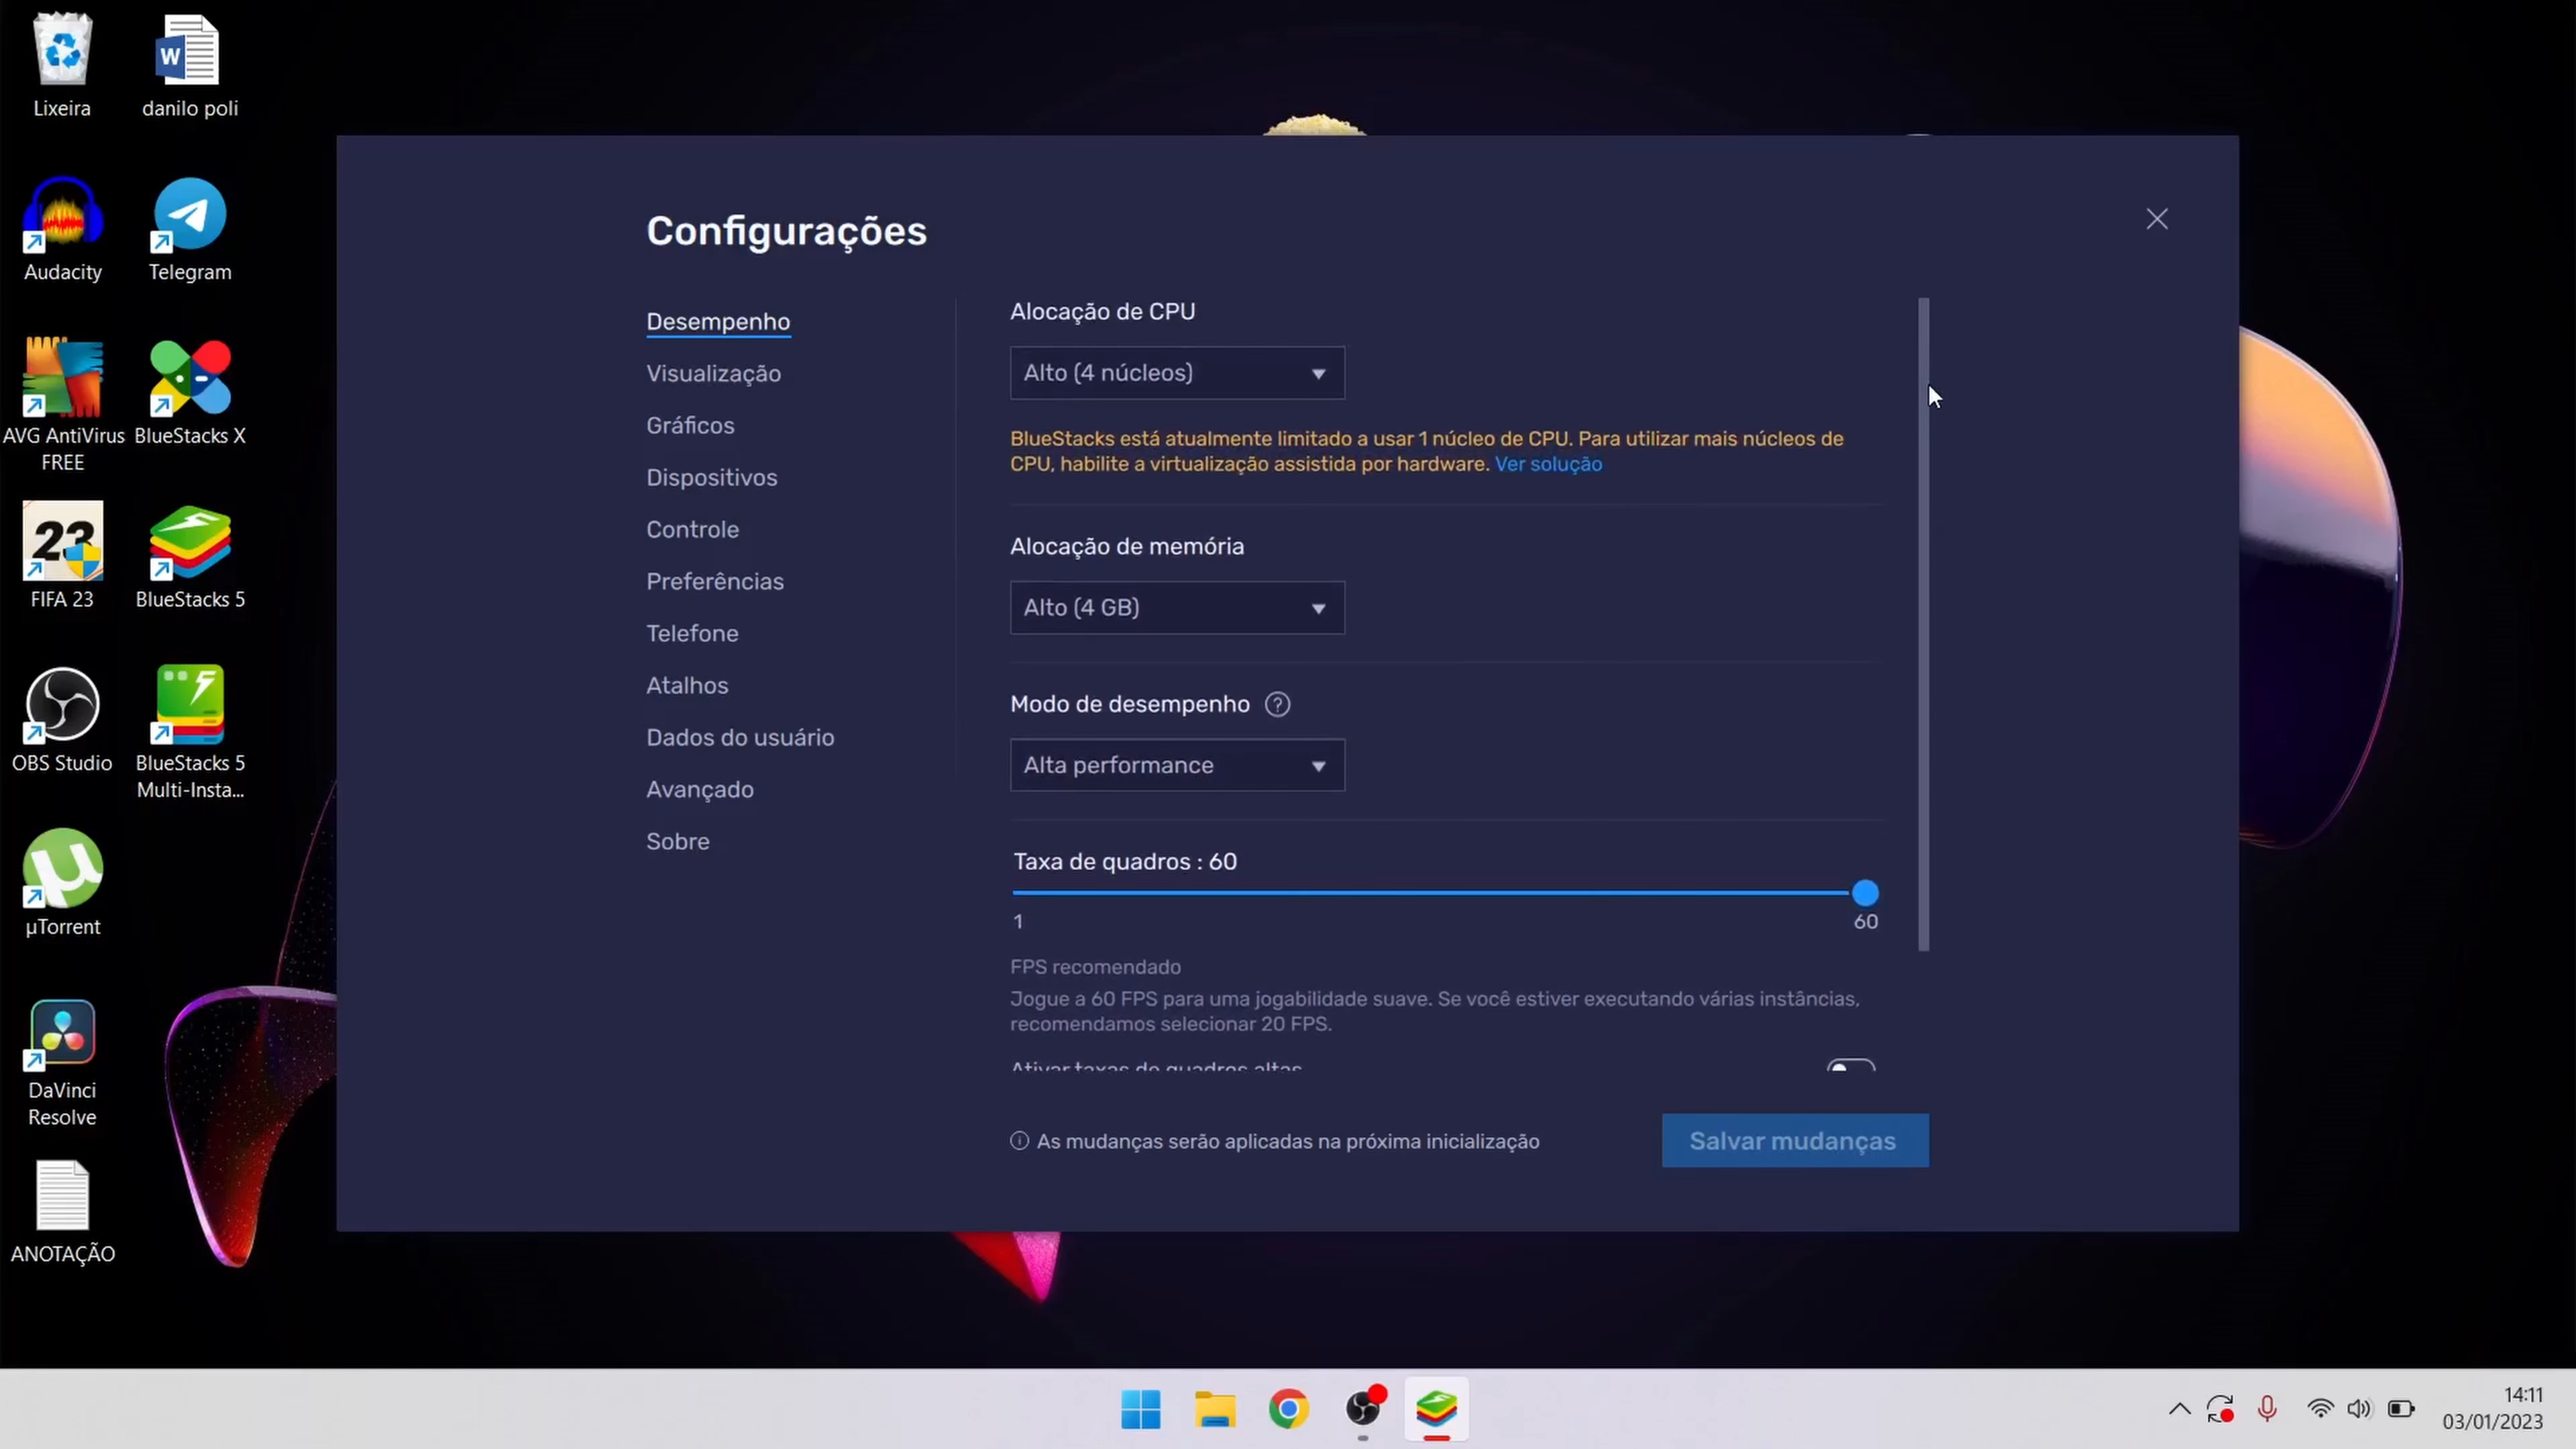 Lixeira
danilo poli
Audacity
Telegram
AVG AntiVirus
FREE
BlueStacks X
23
FIFA 23
BlueStacks 5
OBS Studio
BlueStacks 5
Multi-Insta...
µTorrent
DaVinci
Resolve
ANOTAÇÃO
Configurações
Desempenho
Visualização
Gráficos
Dispositivos
Controle
Preferências
Telefone
Atalhos
Dados do usuário
Avançado
Sobre
Alocação de CPU
Alto (4 núcleos)
BlueStacks está atualmente limitado a usar 1 núcleo de CPU. Para utilizar mais núcleos de
CPU, habilite a virtualização assistida por hardware. Ver solução
Alocação de memória
Alto (4 GB)
Modo de desempenho ?
Alta performance
Taxa de quadros : 60
1
60
FPS recomendado
Jogue a 60 FPS para uma jogabilidade suave. Se você estiver executando várias instâncias,
recomendamos selecionar 20 FPS.
Ativar taxas de quadros altas
As mudanças serão aplicadas na próxima inicialização
Salvar mudanças
14:11
03/01/2023